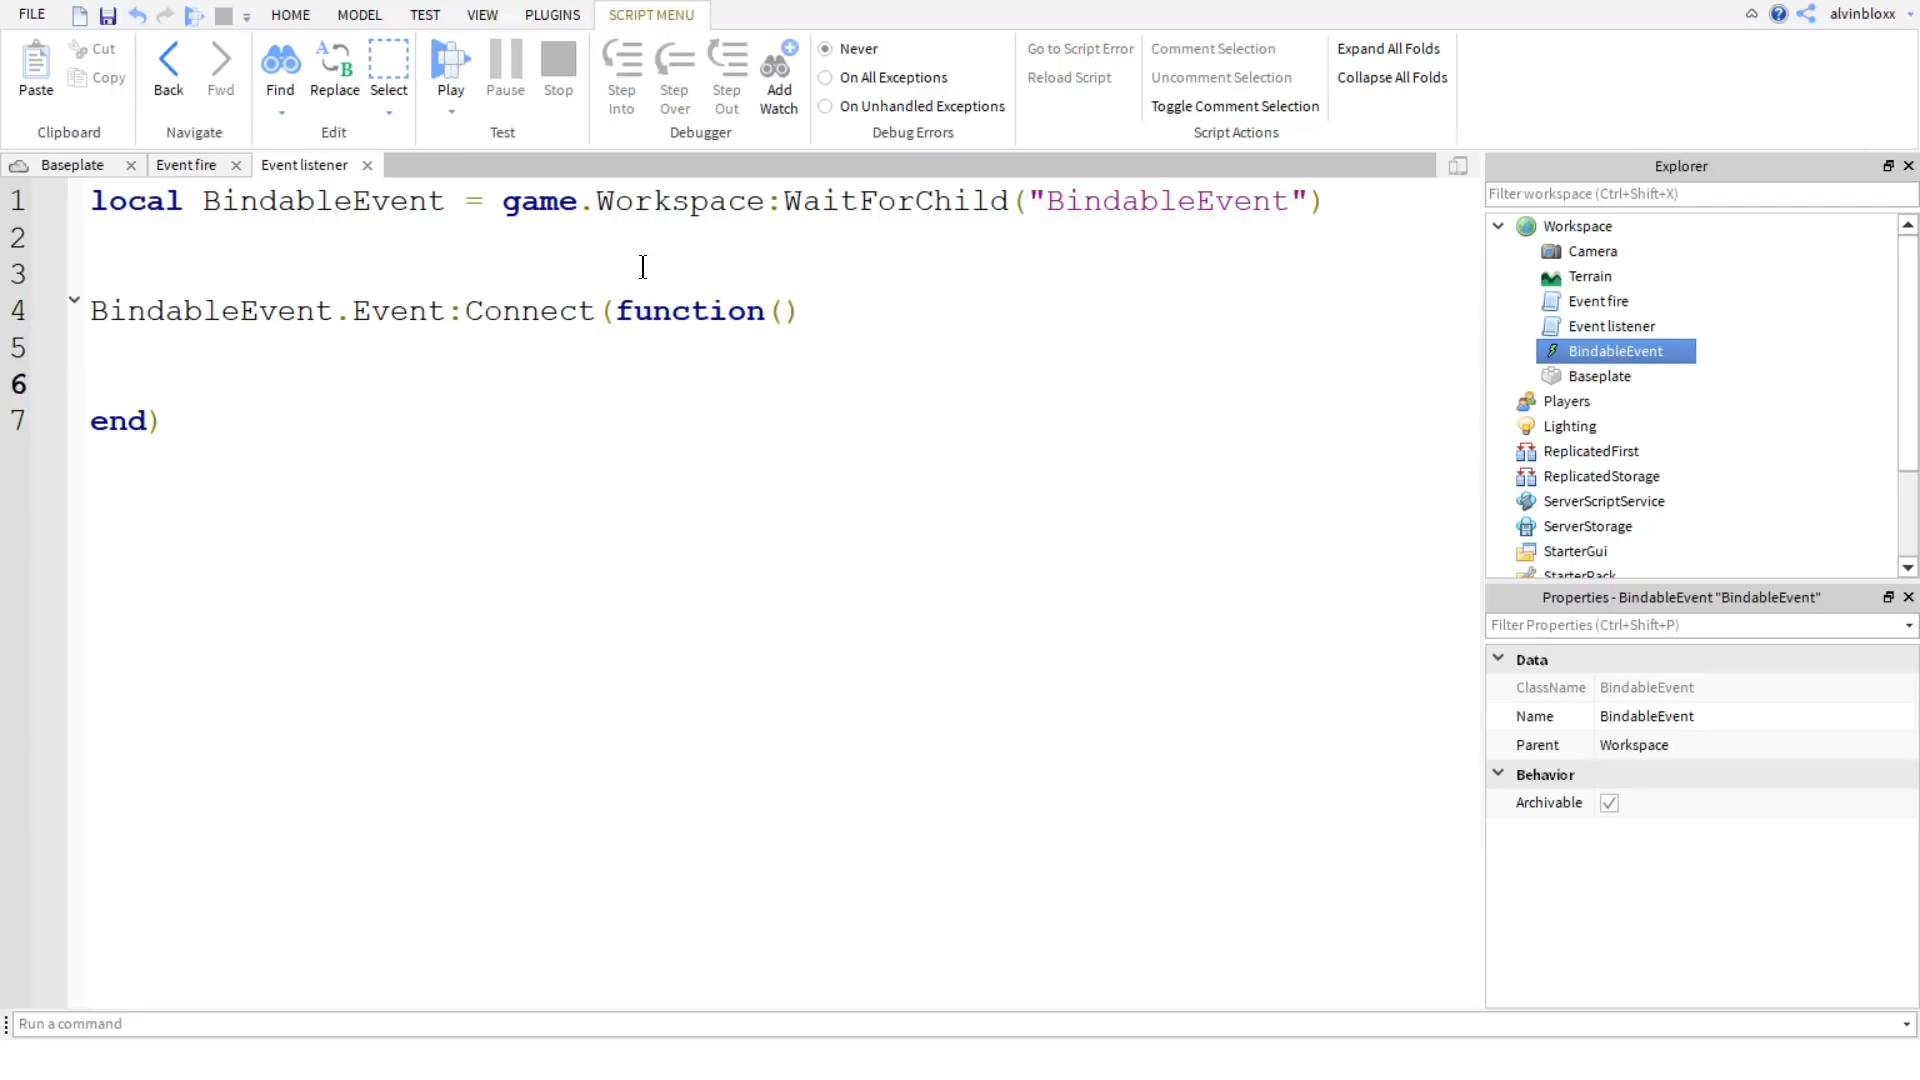 FILE
HOME
MODEL
TEST
VIEW
PLUGINS
SCRIPT MENU
alvinbloxx
Paste
Cut
Copy
Clipboard
Back
Fwd
Navigate
Find
Replace
Select
Edit
Play
Pause
Stop
Test
Step Into
Step Over
Step Out
Add Watch
Debugger
Never
On All Exceptions
On Unhandled Exceptions
Debug Errors
Go to Script Error
Reload Script
Comment Selection
Uncomment Selection
Toggle Comment Selection
Script Actions
Expand All Folds
Collapse All Folds
Baseplate
Event fire
Event listener
1 local BindableEvent = game.Workspace:WaitForChild("BindableEvent")
2
3
4 BindableEvent.Event:Connect(function()
5
6
7 end)
Explorer
Filter workspace (Ctrl+Shift+X)
Workspace
Camera
Terrain
Event fire
Event listener
BindableEvent
Baseplate
Players
Lighting
ReplicatedFirst
ReplicatedStorage
ServerScriptService
ServerStorage
StarterGui
StarterPack
Properties - BindableEvent "BindableEvent"
Filter Properties (Ctrl+Shift+P)
Data
ClassName BindableEvent
Name BindableEvent
Parent Workspace
Behavior
Archivable
Run a command